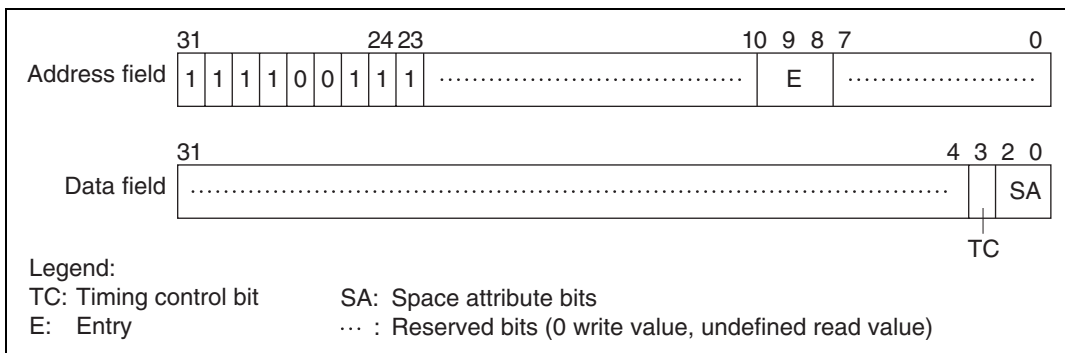 31 24 23 10 9 8 7 0
Address field 1 1 1 1 0 0 1 1 1 ........................................ E ........................
31 4 3 2 0
Data field ................................................................................ SA
TC
Legend:
TC: Timing control bit SA: Space attribute bits
E: Entry ... : Reserved bits (0 write value, undefined read value)